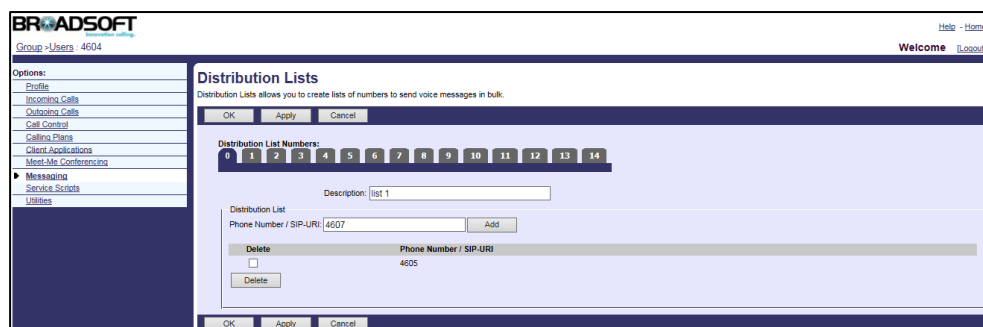 BROADSOFT
innovation calling.
Help - Home
Group >Users : 4604
Welcome [Logout
Options:
Profile
Incoming Calls
Outgoing Calls
Call Control
Calling Plans
Client Applications
Meet-Me Conferencing
Messaging
Service Scripts
Utilities
Distribution Lists
Distribution Lists allows you to create lists of numbers to send voice messages in bulk.
OK Apply Cancel
Distribution List Numbers:
0 1 2 3 4 5 6 7 8 9 10 11 12 13 14
Description: list 1
Distribution List
Phone Number / SIP-URI: 4607 Add
Delete Phone Number / SIP-URI
4605
Delete
OK Apply Cancel